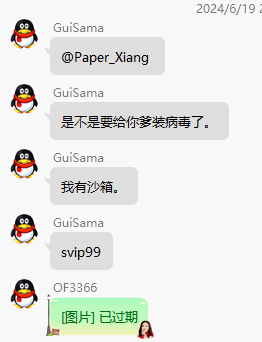 2024/6/19 2
GuiSama
@Paper_Xiang
GuiSama
是不是要给你爹装病毒了。
GuiSama
我有沙箱。
GuiSama
svip99
OF3366
[图片] 已过期